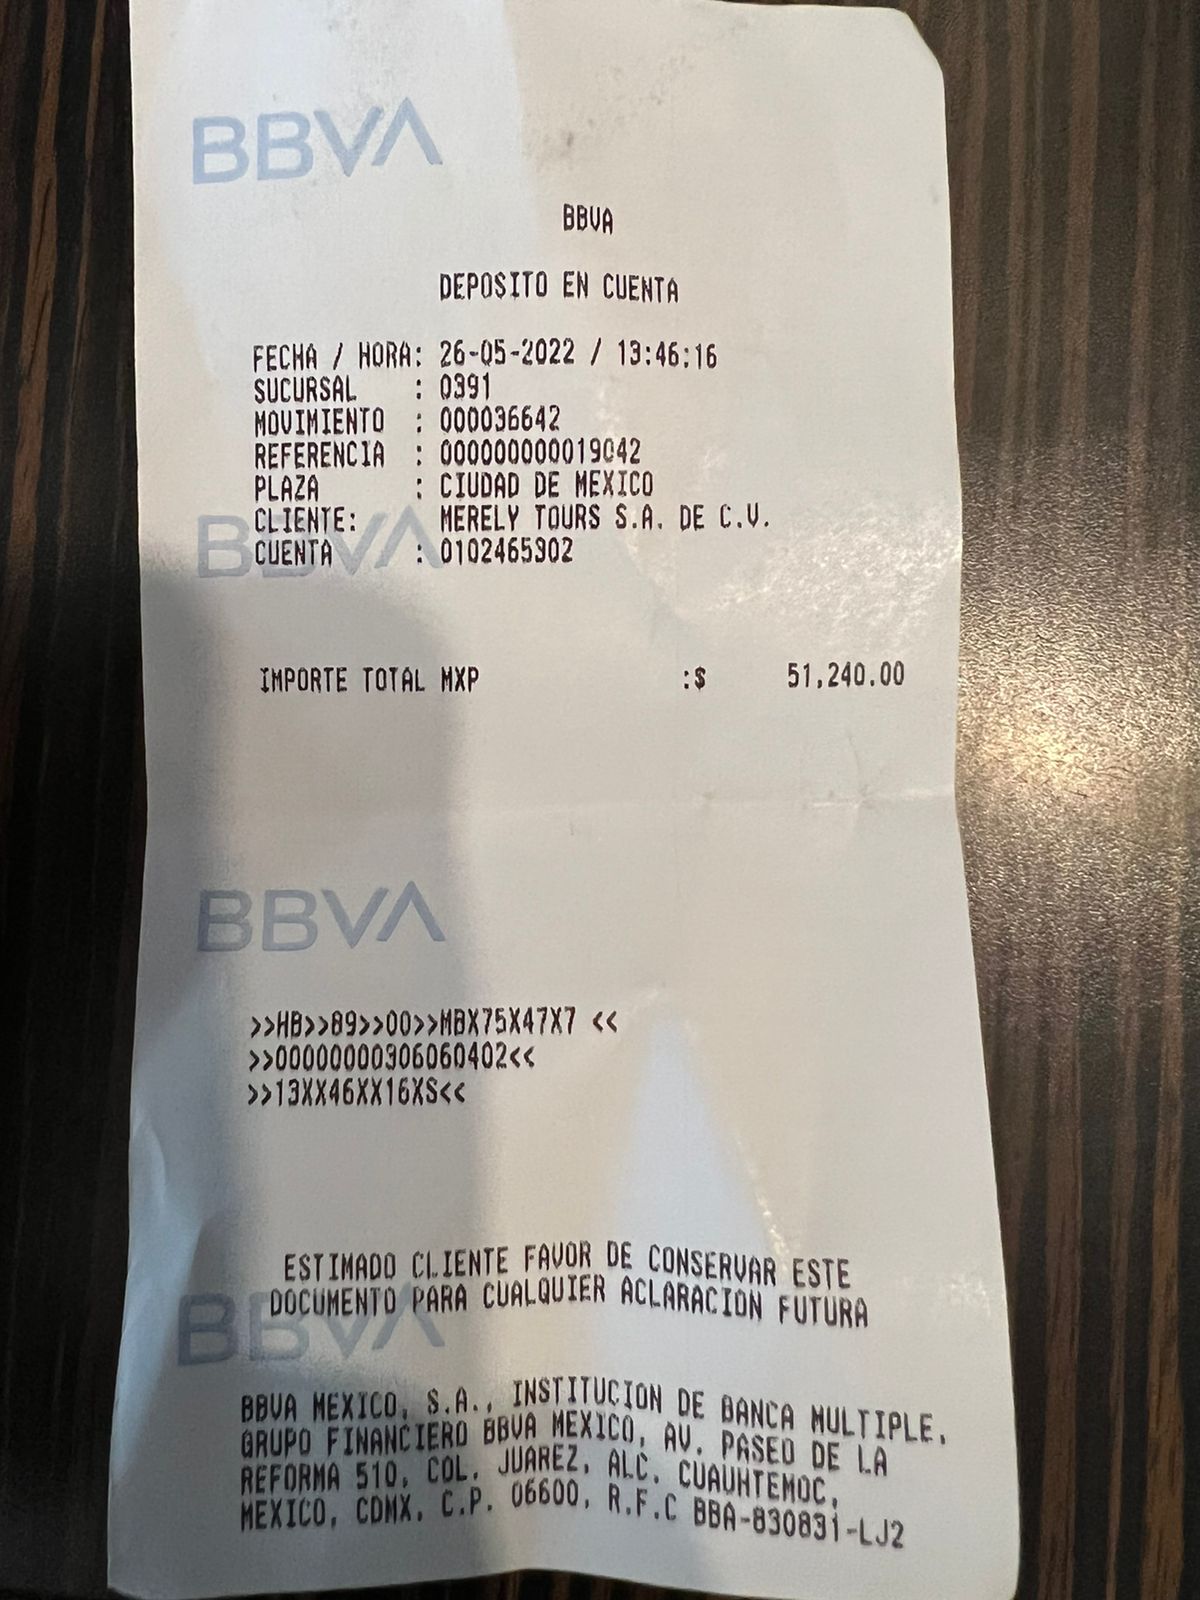 BBVA
BBVA
DEPOSITO EN CUENTA
FECHA / HORA: 26-05-2022 / 13:46:16
SUCURSAL : 0391
MOVIMIENTO : 000036642
REFERENCIA : 000000000019042
PLAZA : CIUDAD DE MEXICO
CLIENTE: MERELY TOURS S.A. DE C.V.
BBVA
CUENTA : 0102465302
IMPORTE TOTAL MXP :$ 51,240.00
BBVA
>>HB>>89>>00>>MBX75X47X7 <<
>>00000000306060402<<
>>13XX46XX16XS<<
ESTIMADO CLIENTE FAVOR DE CONSERVAR ESTE
DOCUMENTO PARA CUALQUIER ACLARACION FUTURA
BBVA
BBVA MEXICO, S.A., INSTITUCION DE BANCA MULTIPLE,
GRUPO FINANCIERO BBVA MEXICO, AV. PASEO DE LA
REFORMA 510, COL. JUAREZ, ALC. CUAUHTEMOC,
MEXICO, CDMX, C.P. 06600, R.F.C BBA-830831-LJ2